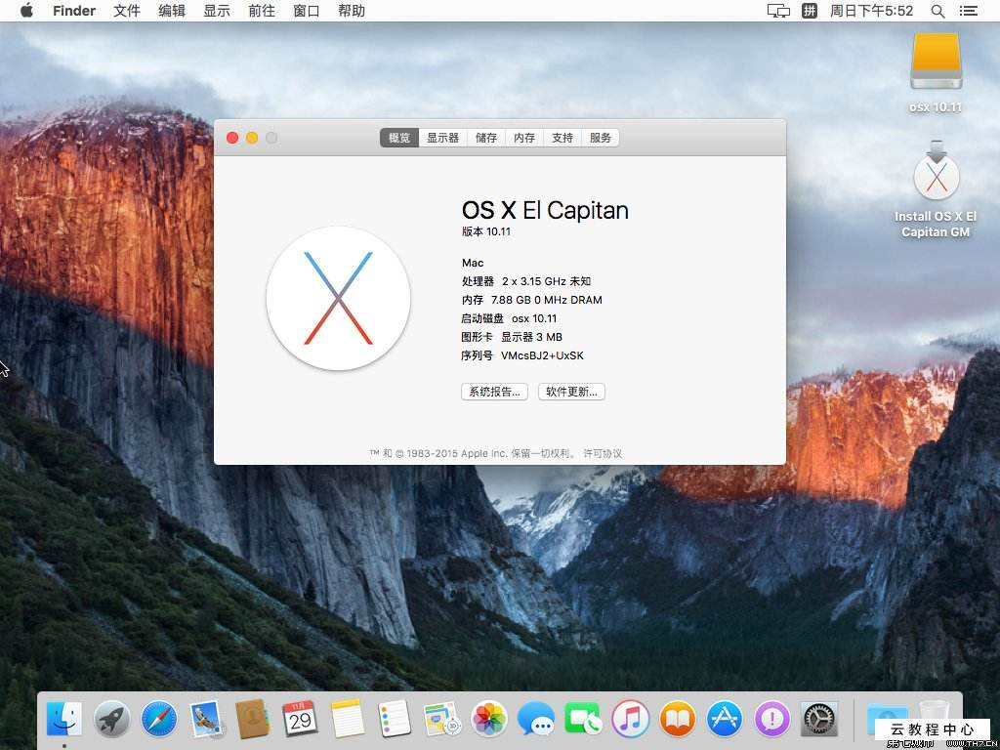 Finder 文件 编辑 显示 前往 窗口 帮助 拼 周日下午5:52
osx 10.11
概览 显示器 储存 内存 支持 服务
Install OS X El
Capitan GM
OS X El Capitan
版本 10.11
Mac
处理器 2 x 3.15 GHz 未知
内存 7.88 GB 0 MHz DRAM
启动磁盘 osx 10.11
图形卡 显示器 3 MB
序列号 VMcsBJ2+UxSK
系统报告... 软件更新...
™ 和 © 1983-2015 Apple Inc. 保留一切权利。 许可协议
11月
29
云教程中心
WWW.TH7.CN